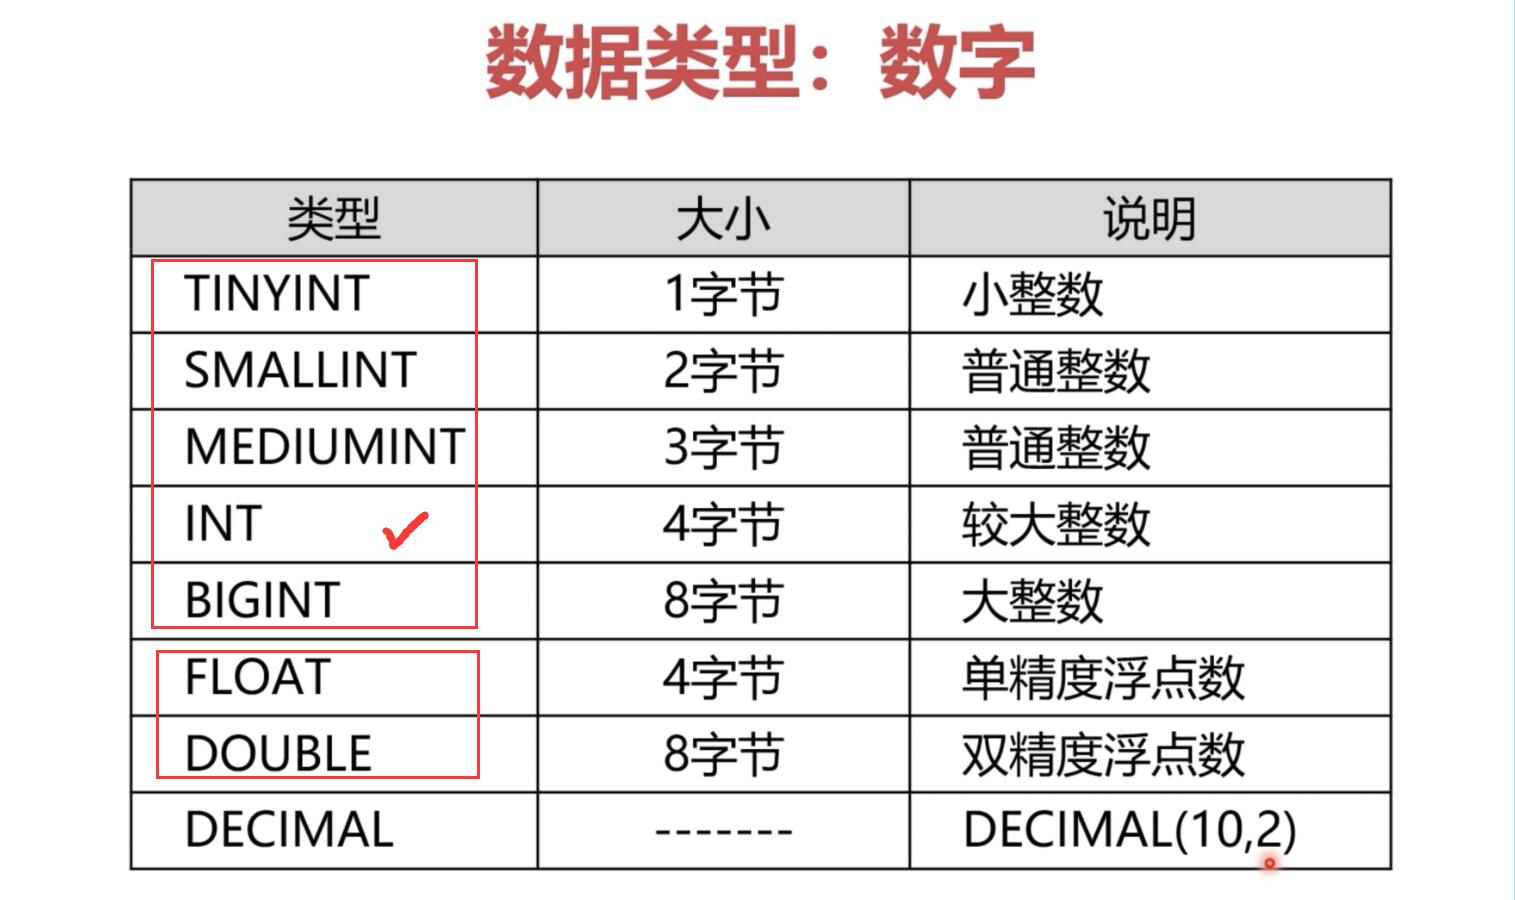 数据类型：数字
类型 大小 说明
TINYINT 1字节 小整数
SMALLINT 2字节 普通整数
MEDIUMINT 3字节 普通整数
INT 4字节 较大整数
BIGINT 8字节 大整数
FLOAT 4字节 单精度浮点数
DOUBLE 8字节 双精度浮点数
DECIMAL ------- DECIMAL(10,2)